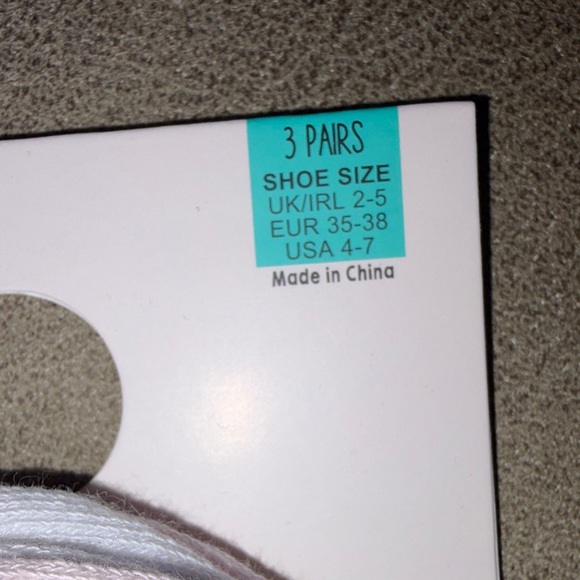 3 PAIRS
SHOE SIZE
UK/IRL 2-5
EUR 35-38
USA 4-7
Made in China